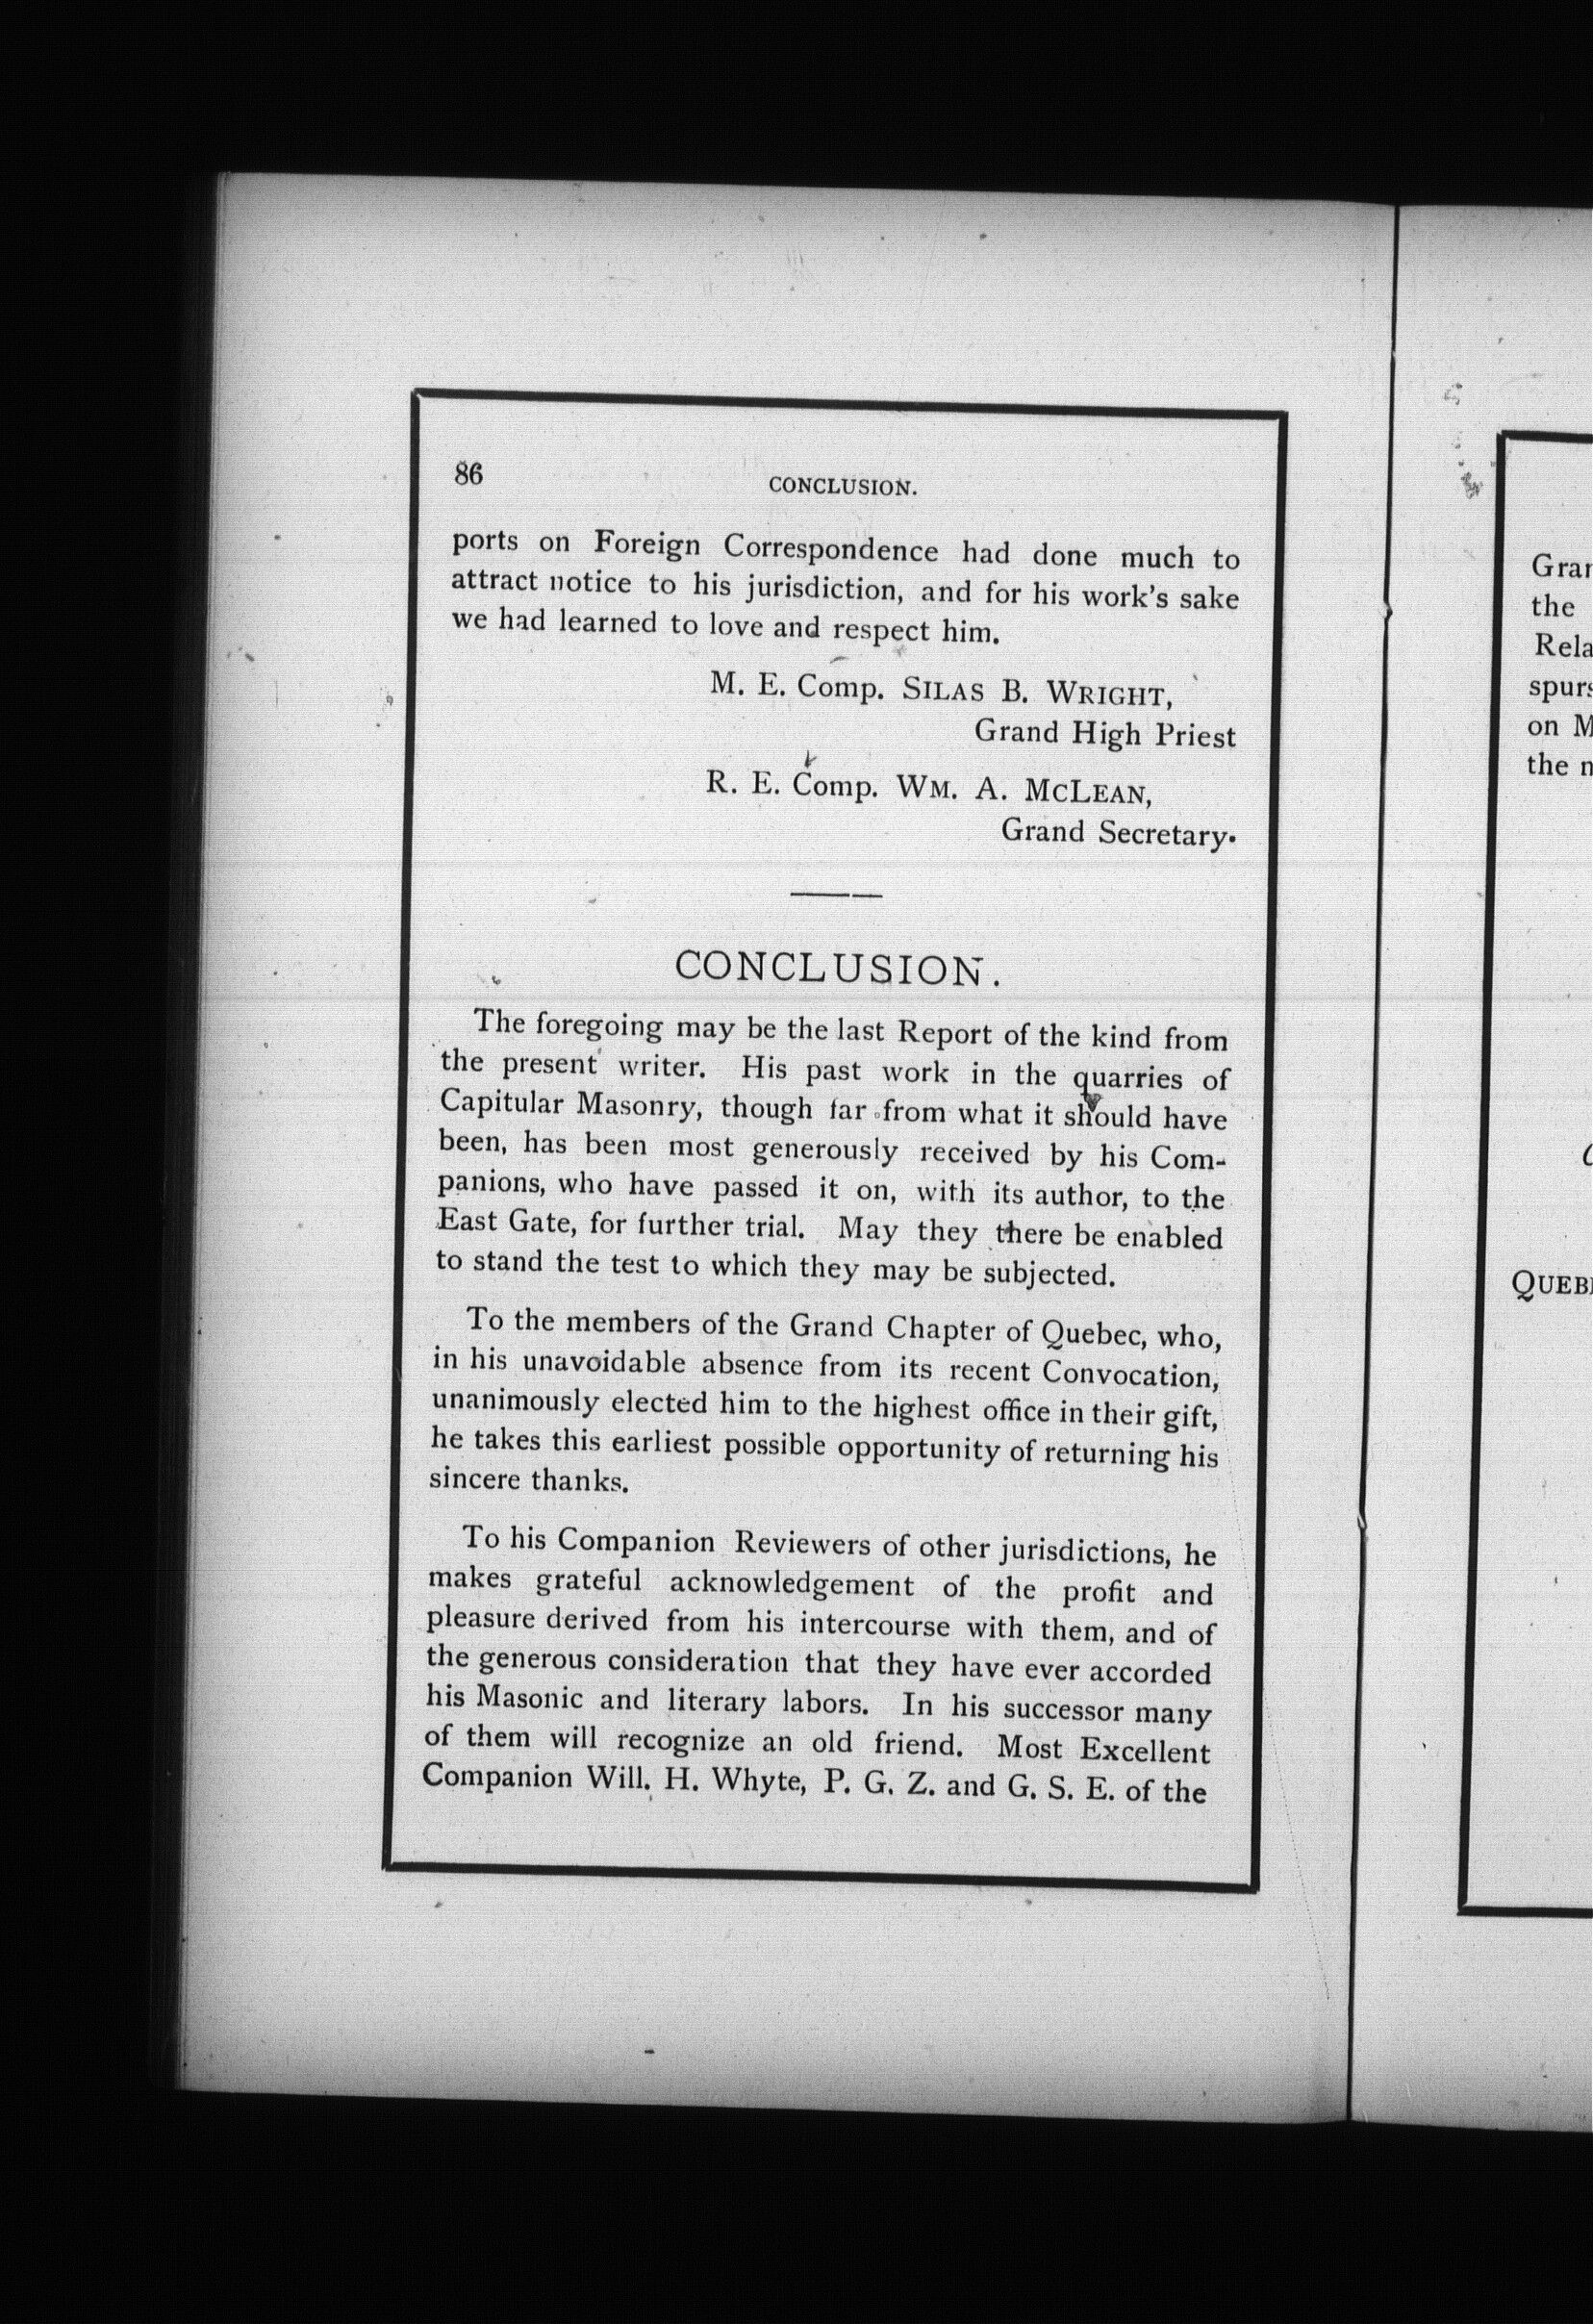 86
CONCLUSION.
ports on Foreign Correspondence had done much to
attract notice to his jurisdiction, and for his work's sake
we had learned to love and respect him.
M. E. Comp. SILAS B. WRIGHT,
Grand High Priest
R. E. Comp. WM. A. MCLEAN,
Grand Secretary.
CONCLUSION.
The foregoing may be the last Report of the kind from
the present writer. His past work in the quarries of
Capitular Masonry, though far from what it should have
been, has been most generously received by his Com-
panions, who have passed it on, with its author, to the
East Gate, for further trial. May they there be enabled
to stand the test to which they may be subjected.
To the members of the Grand Chapter of Quebec, who,
in his unavoidable absence from its recent Convocation,
unanimously elected him to the highest office in their gift,
he takes this earliest possible opportunity of returning his
sincere thanks.
To his Companion Reviewers of other jurisdictions, he
makes grateful acknowledgement of the profit and
pleasure derived from his intercourse with them, and of
the generous consideration that they have ever accorded
his Masonic and literary labors. In his successor many
of them will recognize an old friend. Most Excellent
Companion Will. H. Whyte, P. G. Z. and G. S. E. of the
the
on
the